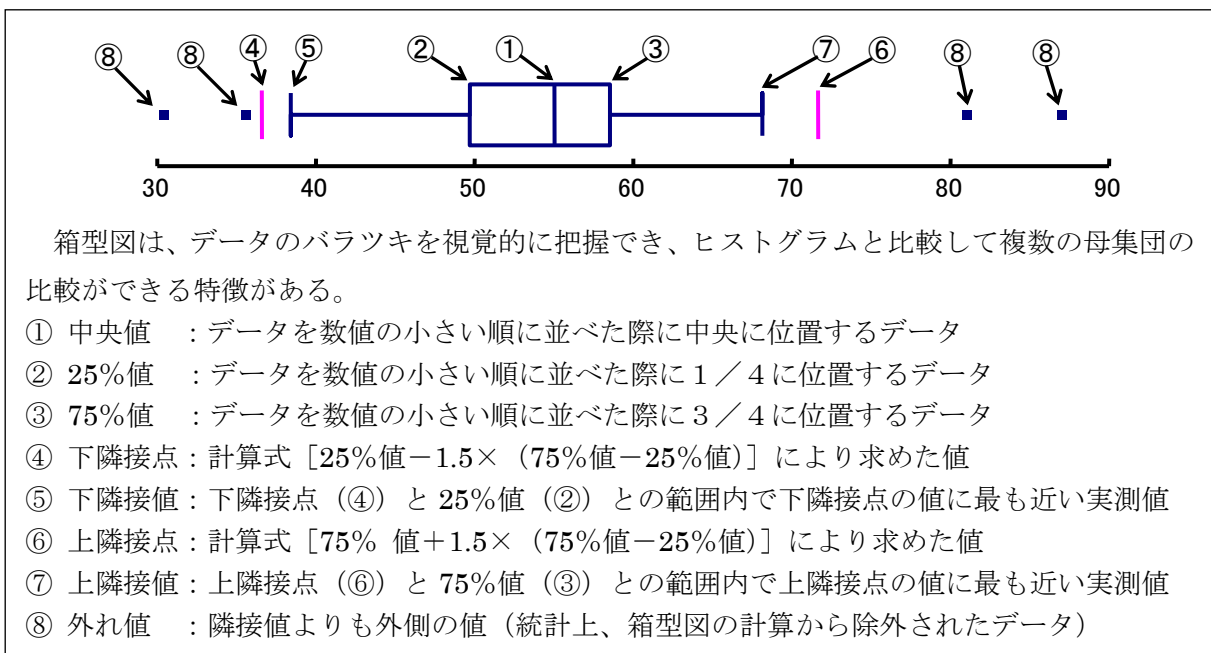 ⑧ ⑧ ④ ⑤ ② ① ③ ⑦ ⑥ ⑧ ⑧
30 40 50 60 70 80 90
箱型図は、データのバラツキを視覚的に把握でき、ヒストグラムと比較して複数の母集団の
比較ができる特徴がある。
① 中央値 ：データを数値の小さい順に並べた際に中央に位置するデータ
② 25%値 ：データを数値の小さい順に並べた際に１／４に位置するデータ
③ 75%値 ：データを数値の小さい順に並べた際に３／４に位置するデータ
④ 下隣接点：計算式［25%値－1.5×（75%値－25%値）］により求めた値
⑤ 下隣接値：下隣接点（④）と 25%値（②）との範囲内で下隣接点の値に最も近い実測値
⑥ 上隣接点：計算式［75% 値＋1.5×（75%値－25%値）］により求めた値
⑦ 上隣接値：上隣接点（⑥）と 75%値（③）との範囲内で上隣接点の値に最も近い実測値
⑧ 外れ値 ：隣接値よりも外側の値（統計上、箱型図の計算から除外されたデータ）